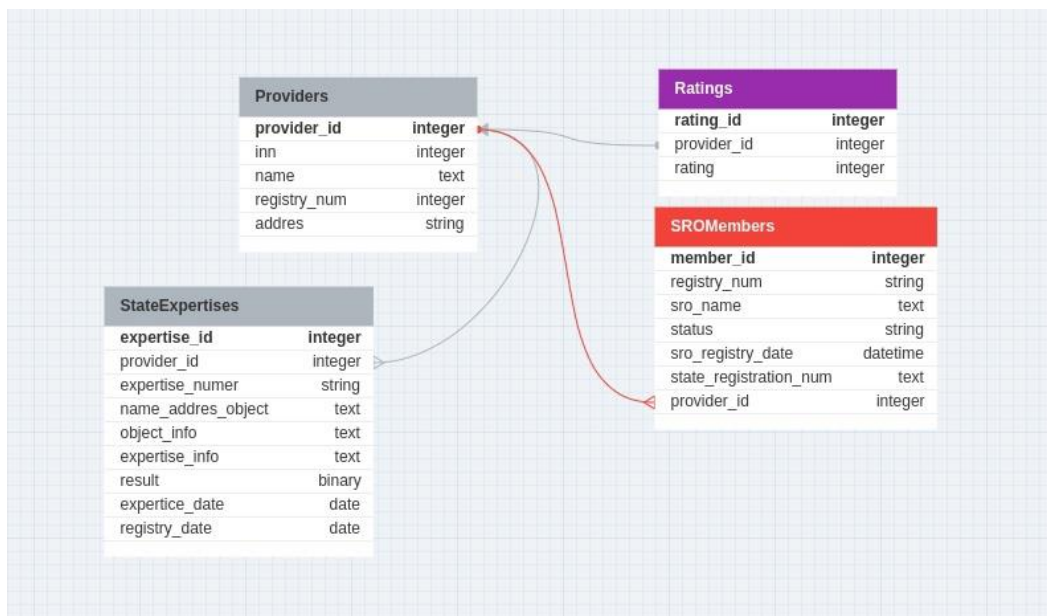 Providers
provider_id integer
inn integer
name text
registry_num integer
addres string
Ratings
rating_id integer
provider_id integer
rating integer
SROMembers
member_id integer
registry_num string
sro_name text
status string
sro_registry_date datetime
state_registration_num text
provider_id integer
StateExpertises
expertise_id integer
provider_id integer
expertise_numer string
name_addres_object text
object_info text
expertise_info text
result binary
expertice_date date
registry_date date